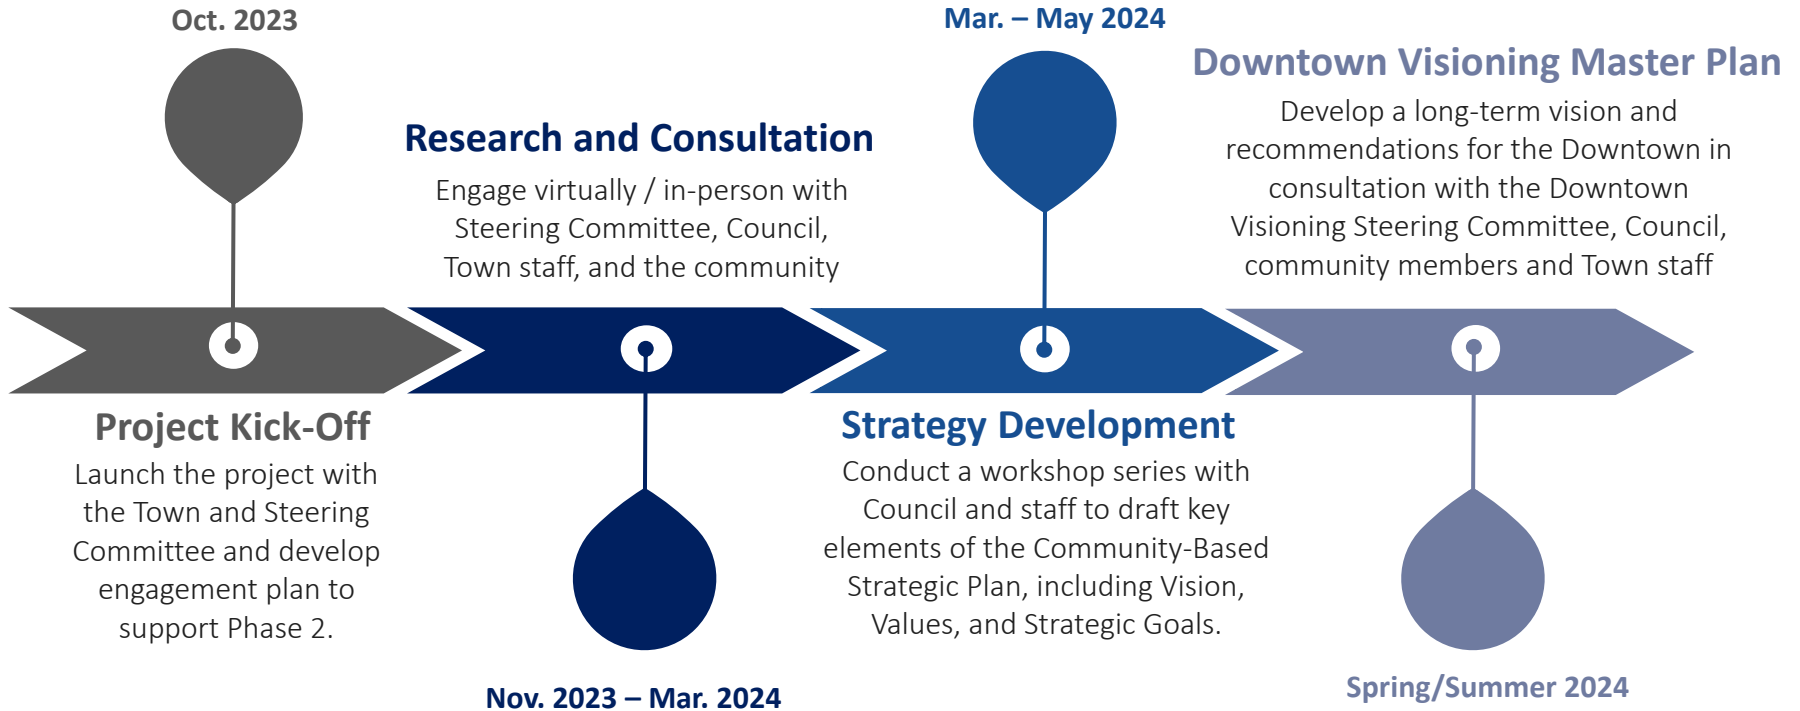 Oct. 2023
Project Kick-Off
Launch the project with
the Town and Steering
Committee and develop
engagement plan to
support Phase 2.
Research and Consultation
Engage virtually / in-person with
Steering Committee, Council,
Town staff, and the community
Nov. 2023 – Mar. 2024
Mar. – May 2024
Strategy Development
Conduct a workshop series with
Council and staff to draft key
elements of the Community-Based
Strategic Plan, including Vision,
Values, and Strategic Goals.
Downtown Visioning Master Plan
Develop a long-term vision and
recommendations for the Downtown in
consultation with the Downtown
Visioning Steering Committee, Council,
community members and Town staff
Spring/Summer 2024